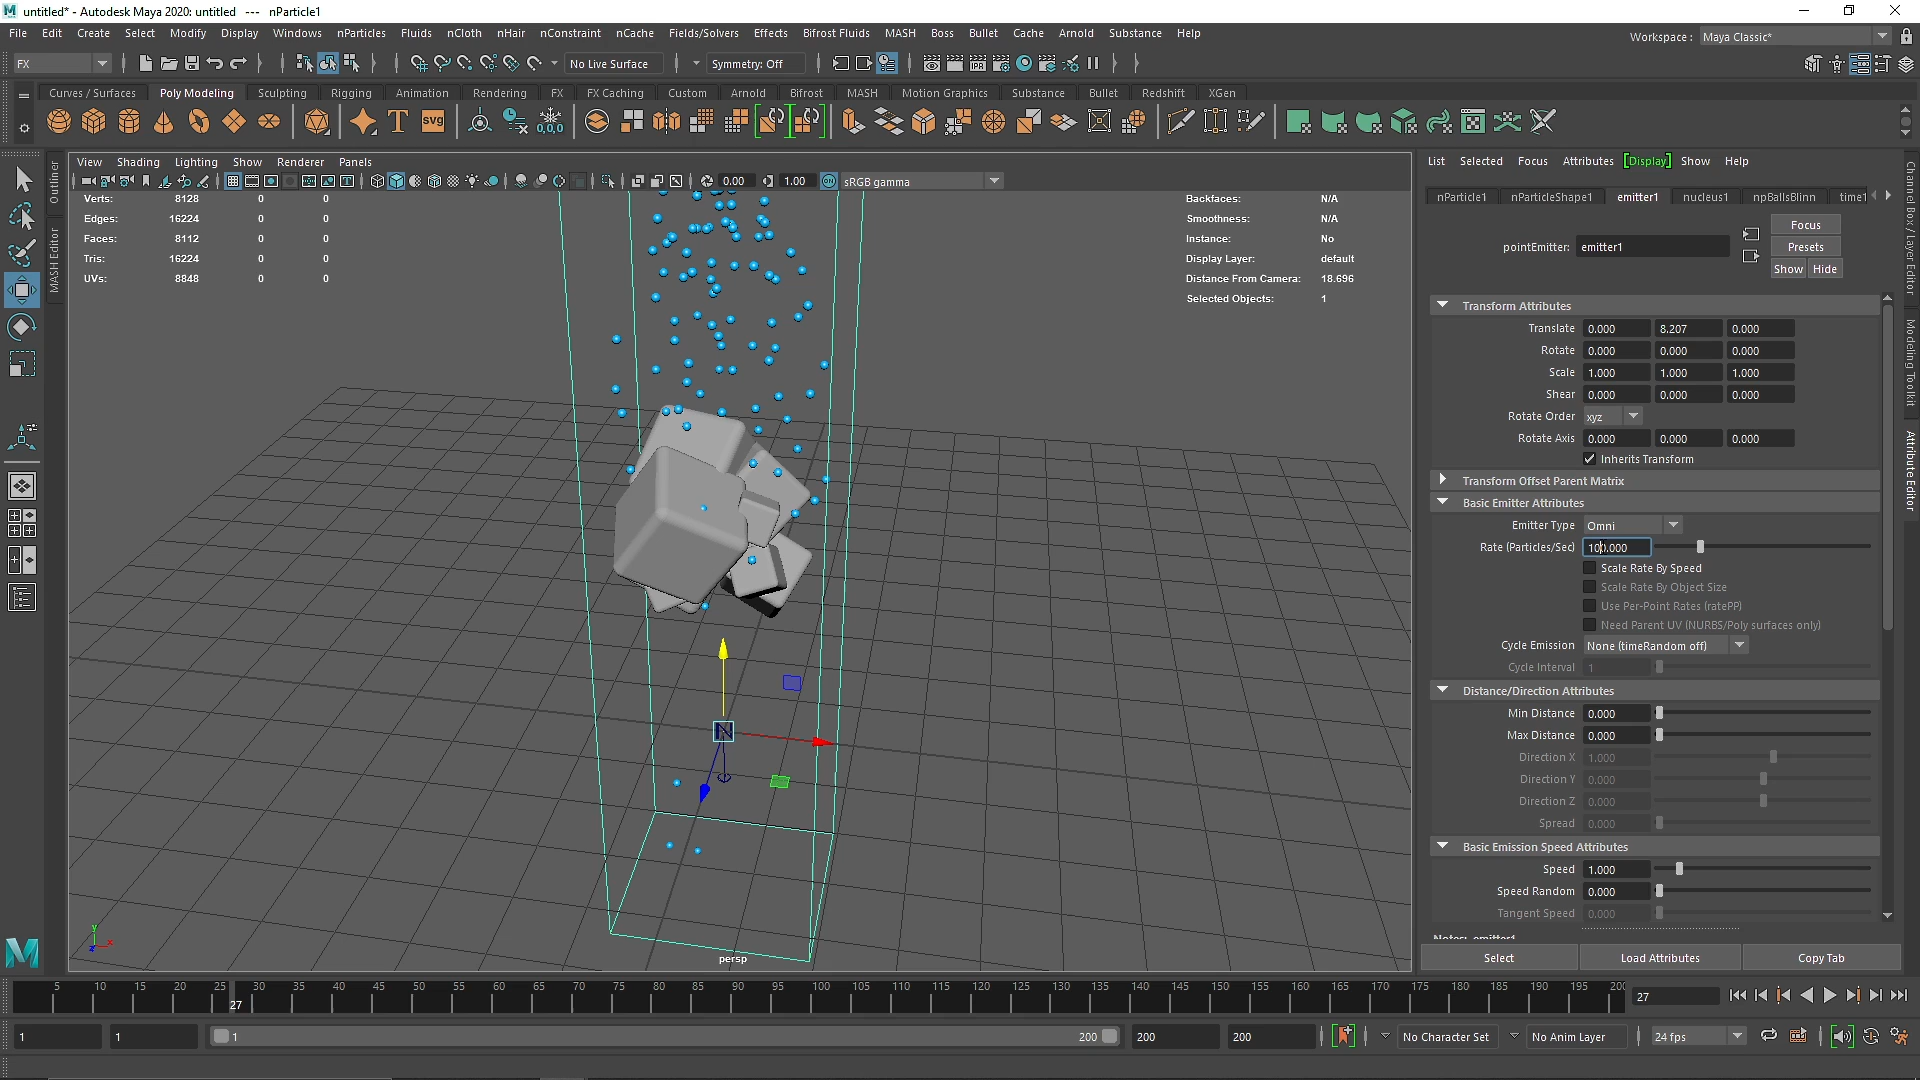 untitled* - Autodesk Maya 2020: untitled --- nParticle1
File Edit Create Select Modify Display Windows nParticles Fluids nCloth nHair nConstraint nCache Fields/Solvers Effects Bifrost Fluids MASH Boss Bullet Cache Arnold Substance Help
Workspace : Maya Classic*
FX No Live Surface Symmetry: Off
Curves / Surfaces Poly Modeling Sculpting Rigging Animation Rendering FX FX Caching Custom Arnold Bifrost MASH Motion Graphics Substance Bullet Redshift XGen
SVG 0,0,0
View Shading Lighting Show Renderer Panels
0.00 1.00 ON sRGB gamma
Outliner
MASH Editor
Verts: 8128 0 0
Edges: 16224 0 0
Faces: 8112 0 0
Tris: 16224 0 0
UVs: 8848 0 0
Backfaces: N/A
Smoothness: N/A
Instance: No
Display Layer: default
Distance From Camera: 18.696
Selected Objects: 1
N
y x z
persp
List Selected Focus Attributes Display Show Help
nParticle1 nParticleShape1 emitter1 nucleus1 npBallsBlinn time1
pointEmitter: emitter1
Focus
Presets
Show Hide
Transform Attributes
Translate 0.000 8.207 0.000
Rotate 0.000 0.000 0.000
Scale 1.000 1.000 1.000
Shear 0.000 0.000 0.000
Rotate Order xyz
Rotate Axis 0.000 0.000 0.000
Inherits Transform
Transform Offset Parent Matrix
Basic Emitter Attributes
Emitter Type Omni
Rate (Particles/Sec) 100.000
Scale Rate By Speed
Scale Rate By Object Size
Use Per-Point Rates (ratePP)
Need Parent UV (NURBS/Poly surfaces only)
Cycle Emission None (timeRandom off)
Cycle Interval 1
Distance/Direction Attributes
Min Distance 0.000
Max Distance 0.000
Direction X 1.000
Direction Y 0.000
Direction Z 0.000
Spread 0.000
Basic Emission Speed Attributes
Speed 1.000
Speed Random 0.000
Tangent Speed 0.000
Notes: emitter1
Select Load Attributes Copy Tab
Channel Box / Layer Editor
Modeling Toolkit
Attribute Editor
5 10 15 20 25 30 35 40 45 50 55 60 65 70 75 80 85 90 95 100 105 110 115 120 125 130 135 140 145 150 155 160 165 170 175 180 185 190 195 200
27
27
1 1 1 200 200 200 No Character Set No Anim Layer 24 fps